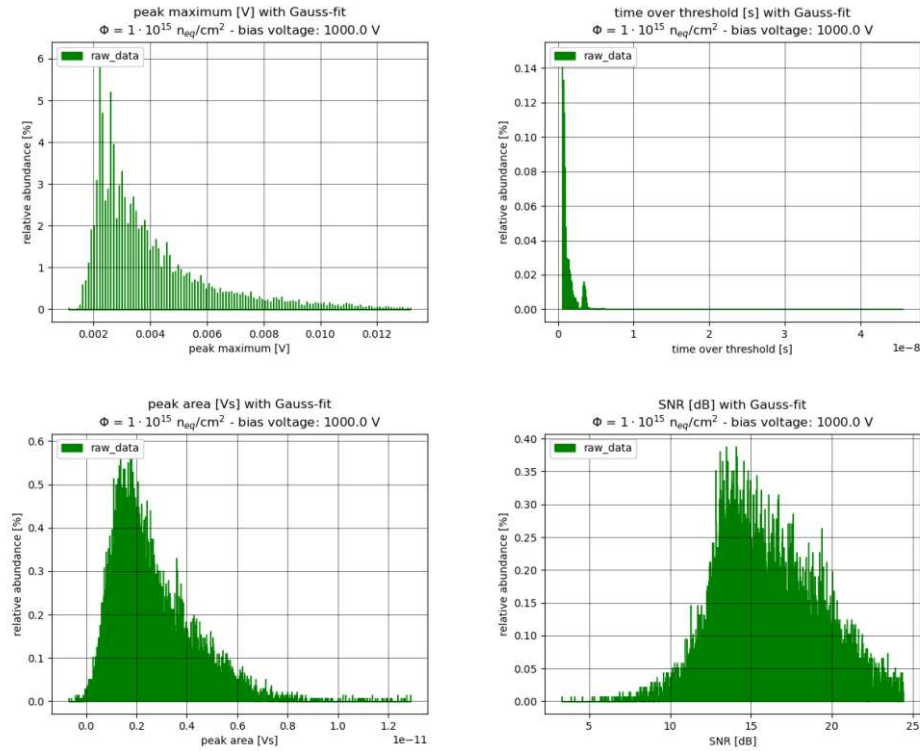 peak maximum [V] with Gauss-fit
Φ = 1 · 10¹⁵ n_eq/cm² - bias voltage: 1000.0 V
raw_data
6
5
4
3
2
1
0
relative abundance [%]
0.002
0.004
0.006
0.008
0.010
0.012
peak maximum [V]
time over threshold [s] with Gauss-fit
Φ = 1 · 10¹⁵ n_eq/cm² - bias voltage: 1000.0 V
raw_data
0.14
0.12
0.10
0.08
0.06
0.04
0.02
0.00
relative abundance [%]
0
1
2
3
4
1e-8
time over threshold [s]
peak area [Vs] with Gauss-fit
Φ = 1 · 10¹⁵ n_eq/cm² - bias voltage: 1000.0 V
raw_data
0.6
0.5
0.4
0.3
0.2
0.1
0.0
relative abundance [%]
0.0
0.2
0.4
0.6
0.8
1.0
1.2
1e-11
peak area [Vs]
SNR [dB] with Gauss-fit
Φ = 1 · 10¹⁵ n_eq/cm² - bias voltage: 1000.0 V
raw_data
0.40
0.35
0.30
0.25
0.20
0.15
0.10
0.05
0.00
relative abundance [%]
5
10
15
20
25
SNR [dB]